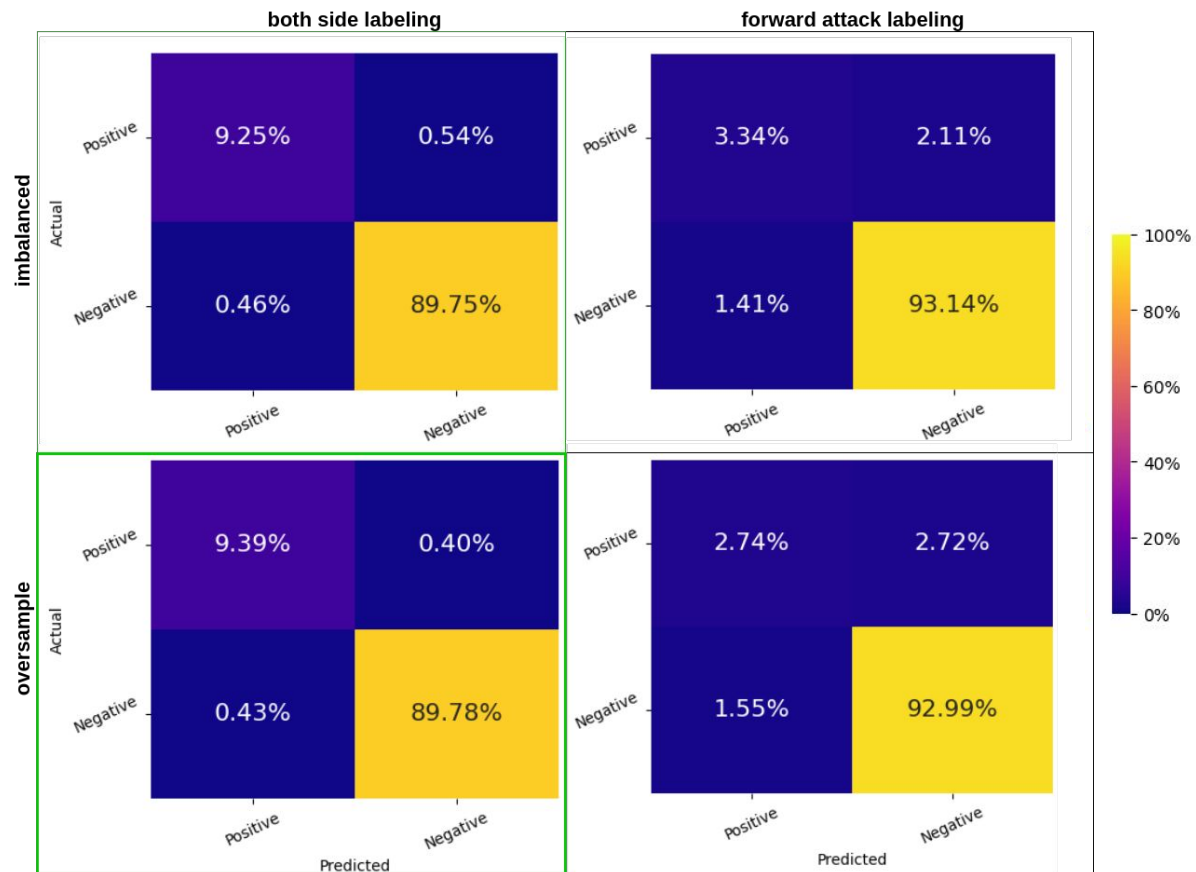 both side labeling
forward attack labeling
imbalanced
Actual
Positive
9.25%
0.54%
Negative
0.46%
89.75%
Positive
Negative
Positive
3.34%
2.11%
Negative
1.41%
93.14%
Positive
Negative
oversample
Actual
Positive
9.39%
0.40%
Negative
0.43%
89.78%
Positive
Negative
Predicted
Positive
2.74%
2.72%
Negative
1.55%
92.99%
Positive
Negative
Predicted
100%
80%
60%
40%
20%
0%